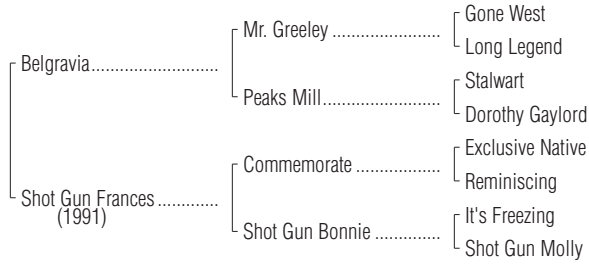 Gone West
Mr. Greeley ........................
Long Legend
Belgravia............................
Stalwart
Peaks Mill..........................
Dorothy Gaylord
Exclusive Native
Commemorate ...................
Reminiscing
Shot Gun Frances .............
(1991)
It's Freezing
Shot Gun Bonnie ...............
Shot Gun Molly